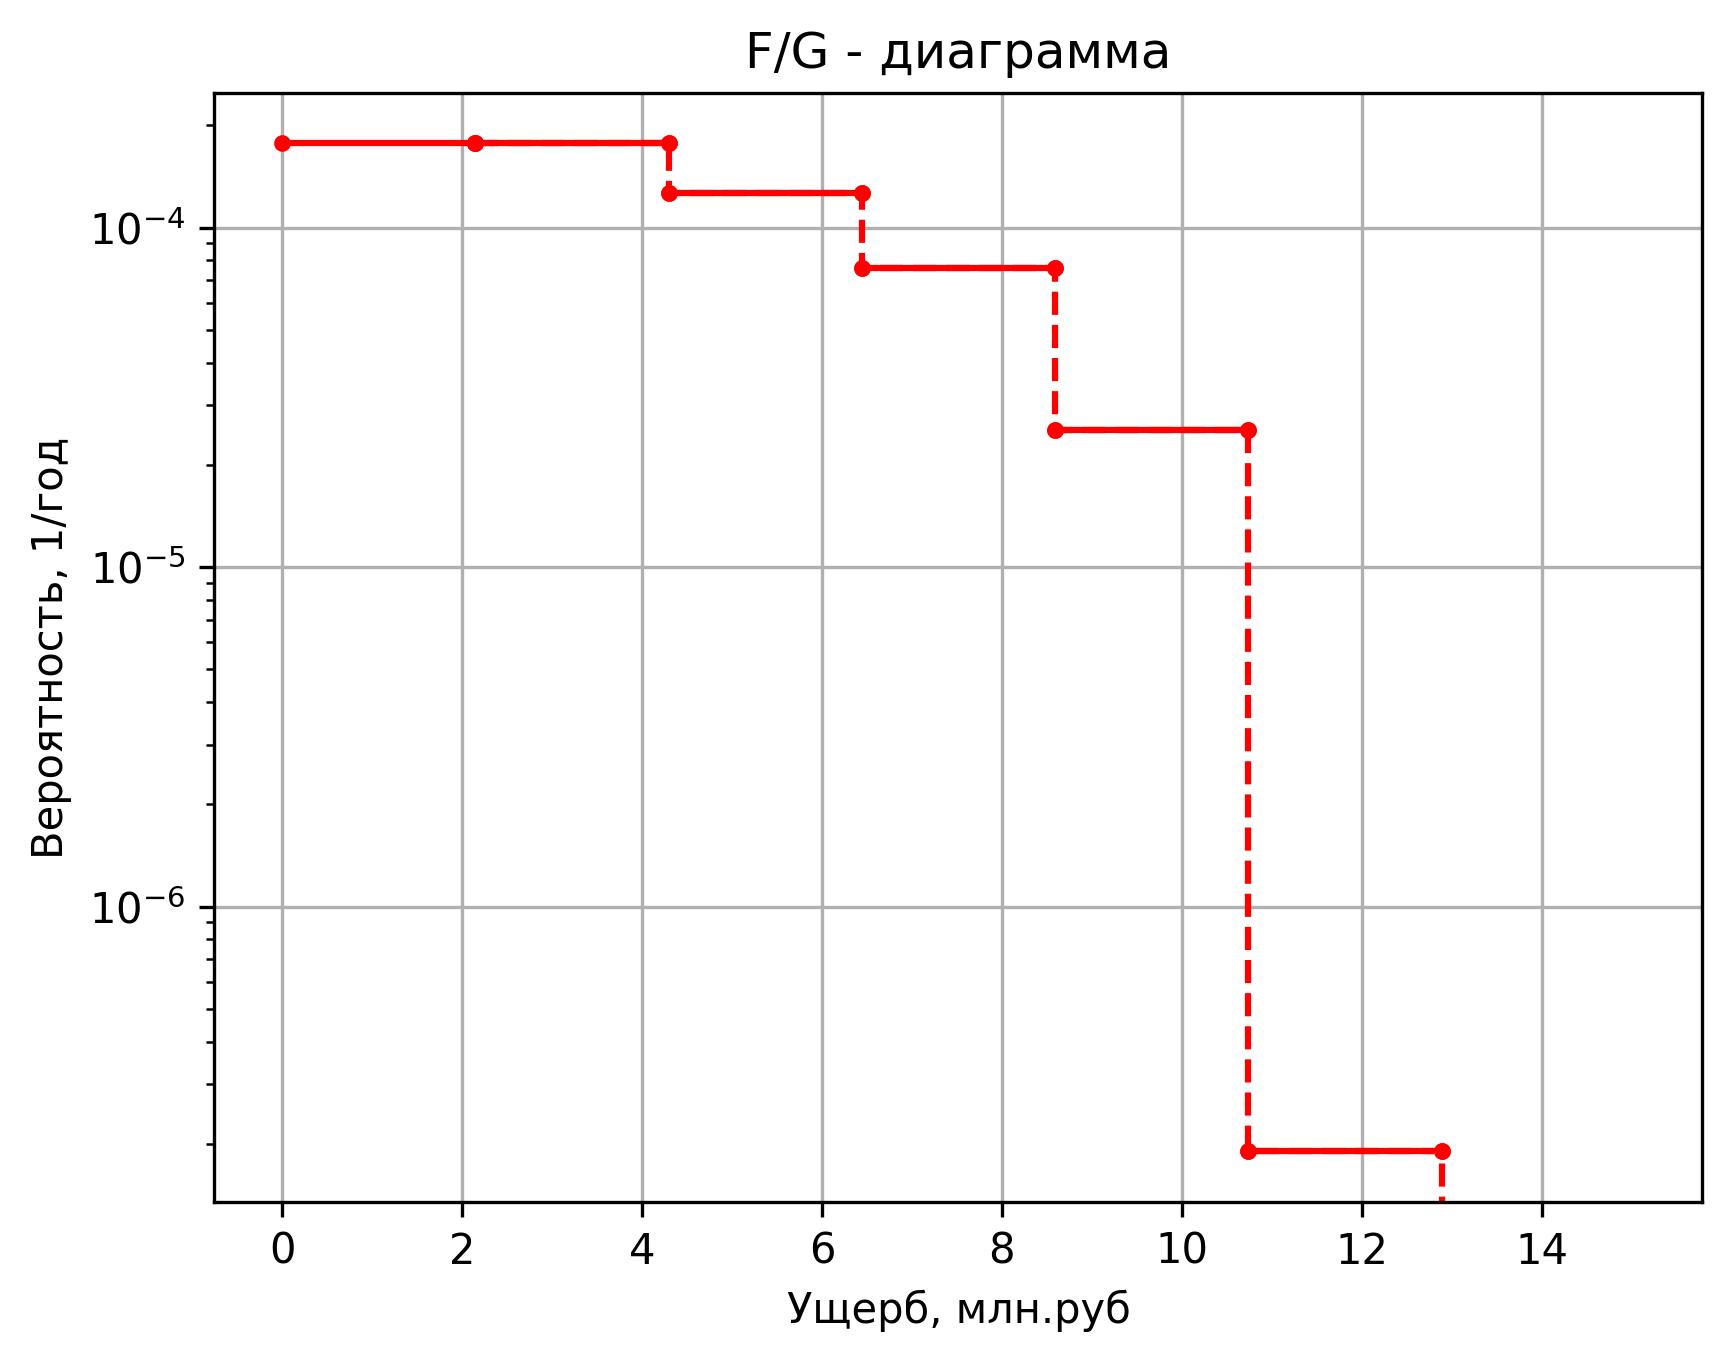 F/G - диаграмма
Вероятность, 1/год
10⁻⁴
10⁻⁵
10⁻⁶
0 2 4 6 8 10 12 14
Ущерб, млн.руб